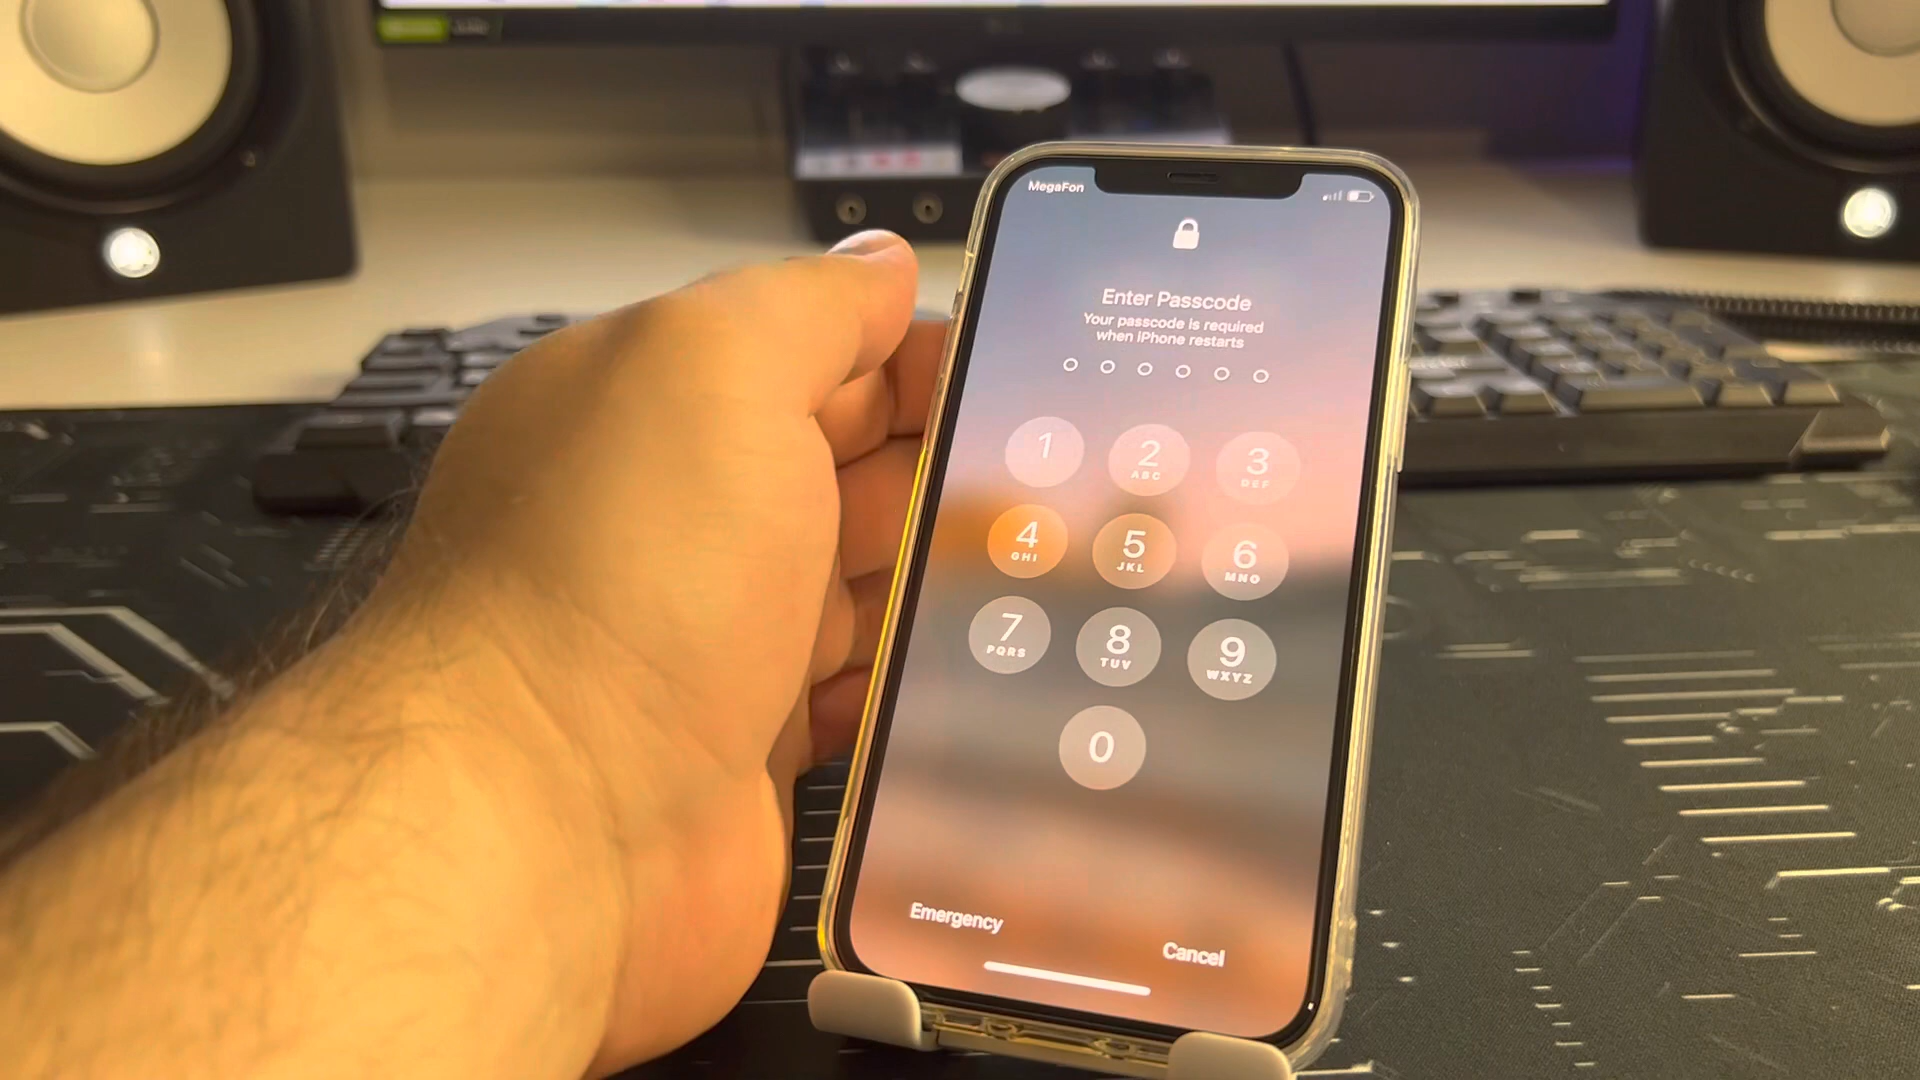 MegaFon
Enter Passcode
Your passcode is required
when iPhone restarts
1
2
ABC
3
DEF
4
GHI
5
JKL
6
MNO
7
PQRS
8
TUV
9
WXYZ
0
Emergency
Cancel